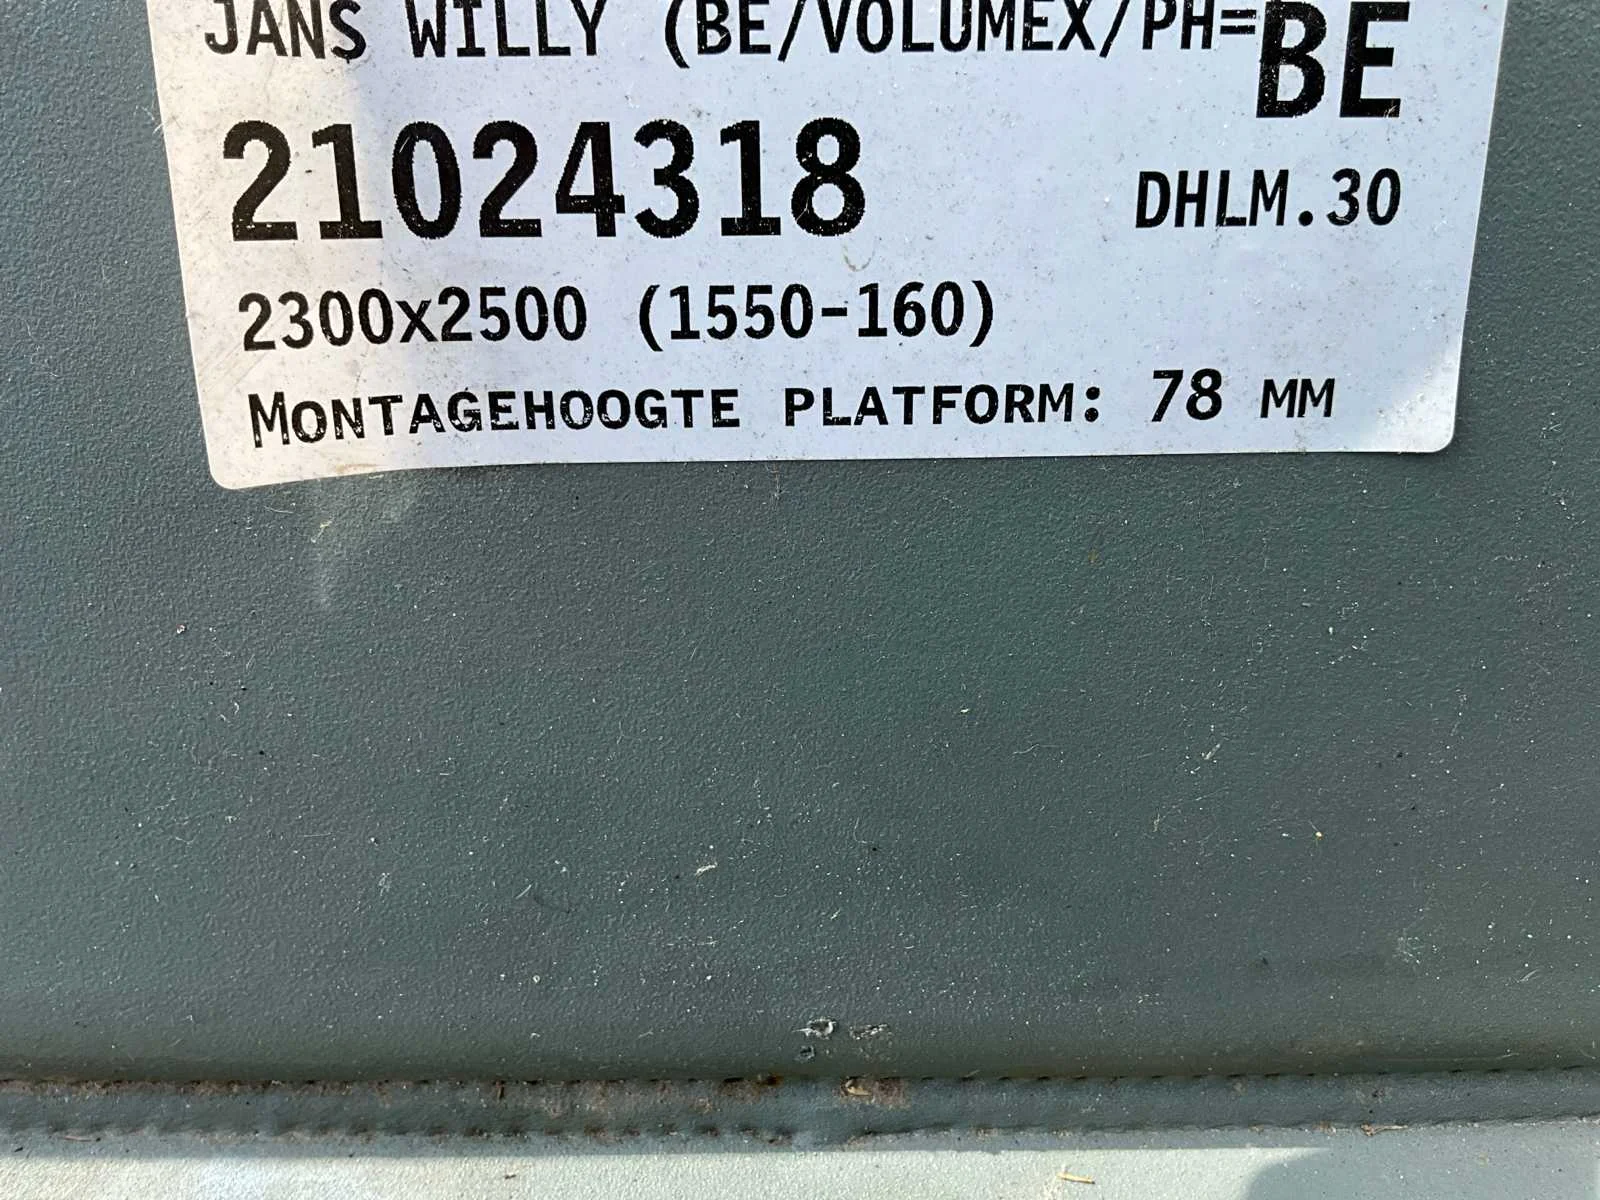 JANS WILLY (BE/VOLUMEX/PH=
BE
21024318
DHLM.30
2300x2500 (1550-160)
MONTAGEHOOGTE PLATFORM: 78 MM